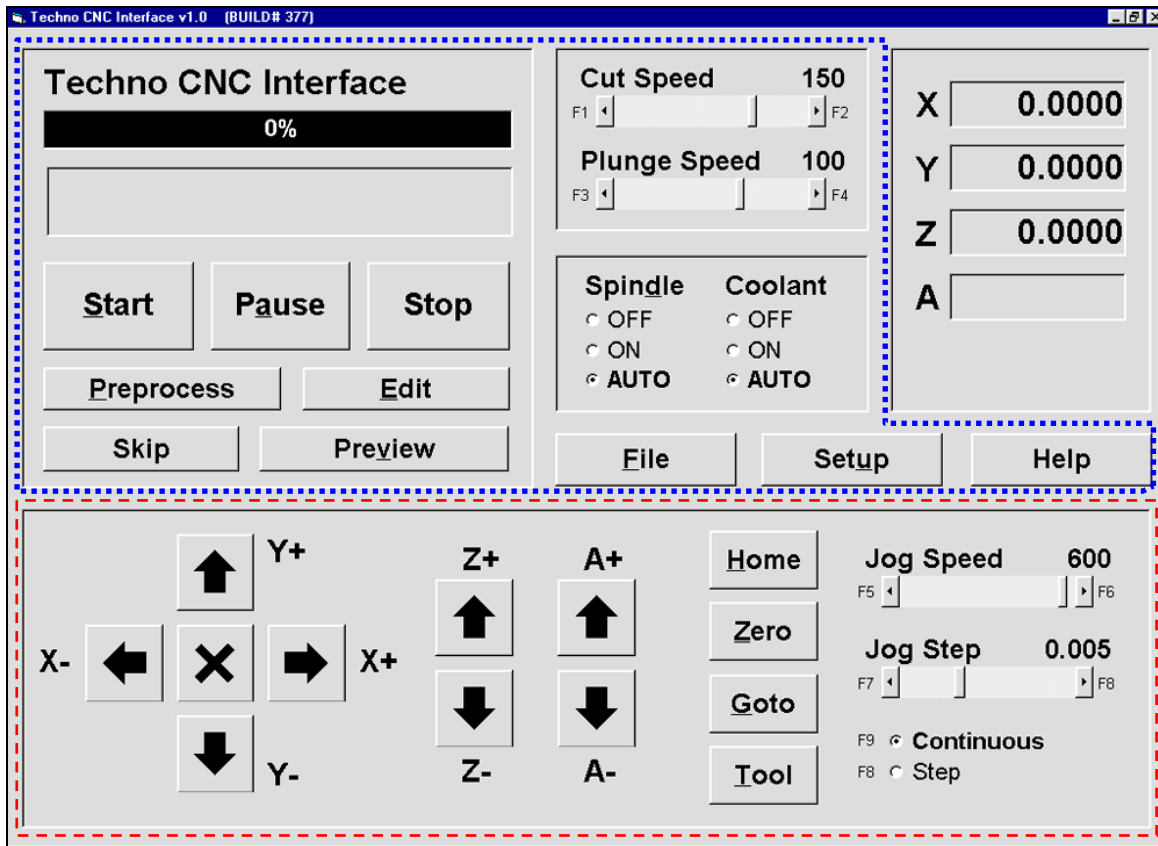 Techno CNC Interface v1.0 (BUILD# 377)
Techno CNC Interface
0%
Start Pause Stop
Preprocess Edit
Skip Preview
Cut Speed 150
F1 F2
Plunge Speed 100
F3 F4
Spindle Coolant
OFF OFF
ON ON
AUTO AUTO
File Setup Help
X 0.0000
Y 0.0000
Z 0.0000
A
Y+
X- X+
Y-
Z+ A+
Z- A-
Home
Zero
Goto
Tool
Jog Speed 600
F5 F6
Jog Step 0.005
F7 F8
F9 Continuous
F8 Step